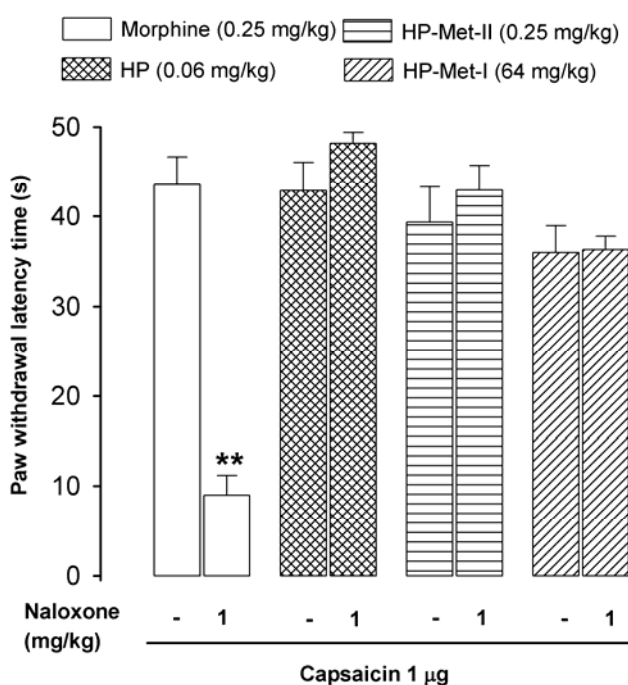 Morphine (0.25 mg/kg) HP-Met-II (0.25 mg/kg)
HP (0.06 mg/kg) HP-Met-I (64 mg/kg)
Paw withdrawal latency time (s)
50
40
30
20
10
0
**
Naloxone - 1 - 1 - 1 - 1
(mg/kg)
Capsaicin 1 µg